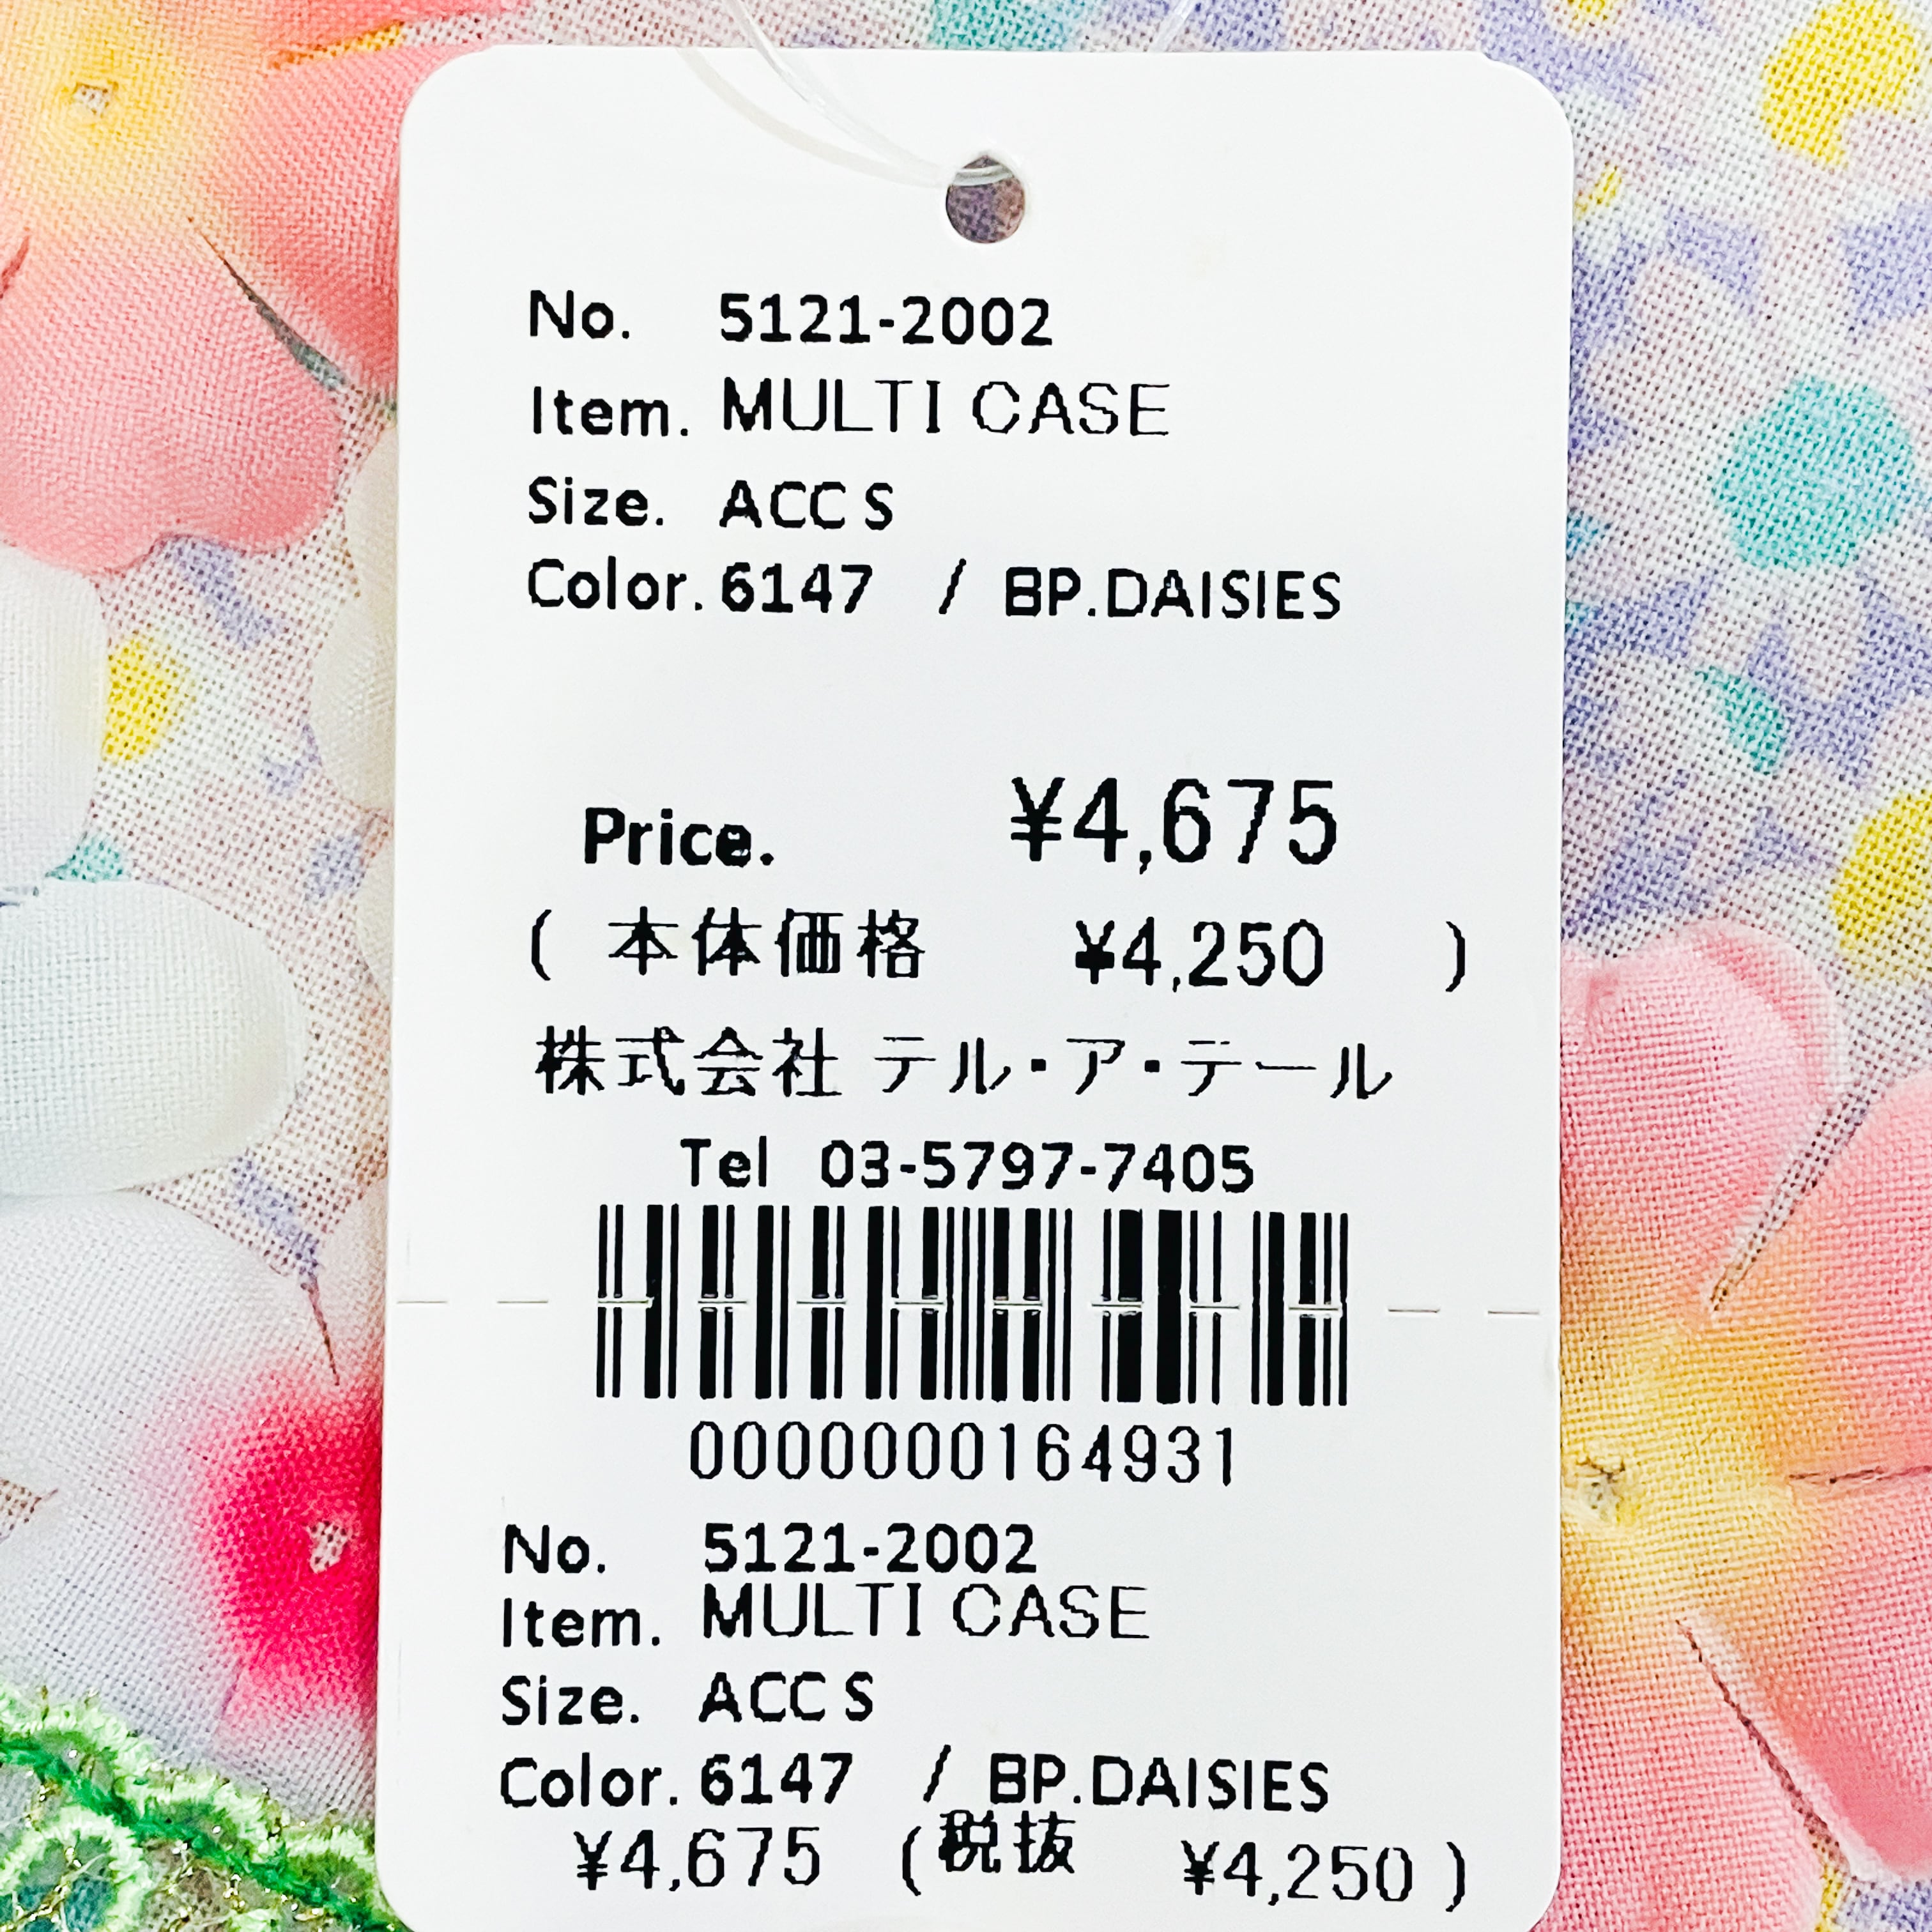 No. 5121-2002
Item. MULTI CASE
Size. ACC S
Color. 6147 / BP.DAISIES
Price. ¥4,675
( 本体価格 ¥4,250 )
株式会社 テル・ア・テール
Tel 03-5797-7405
0000000164931
No. 5121-2002
Item. MULTI CASE
Size. ACC S
Color. 6147 / BP.DAISIES
¥4,675 (税抜 ¥4,250 )